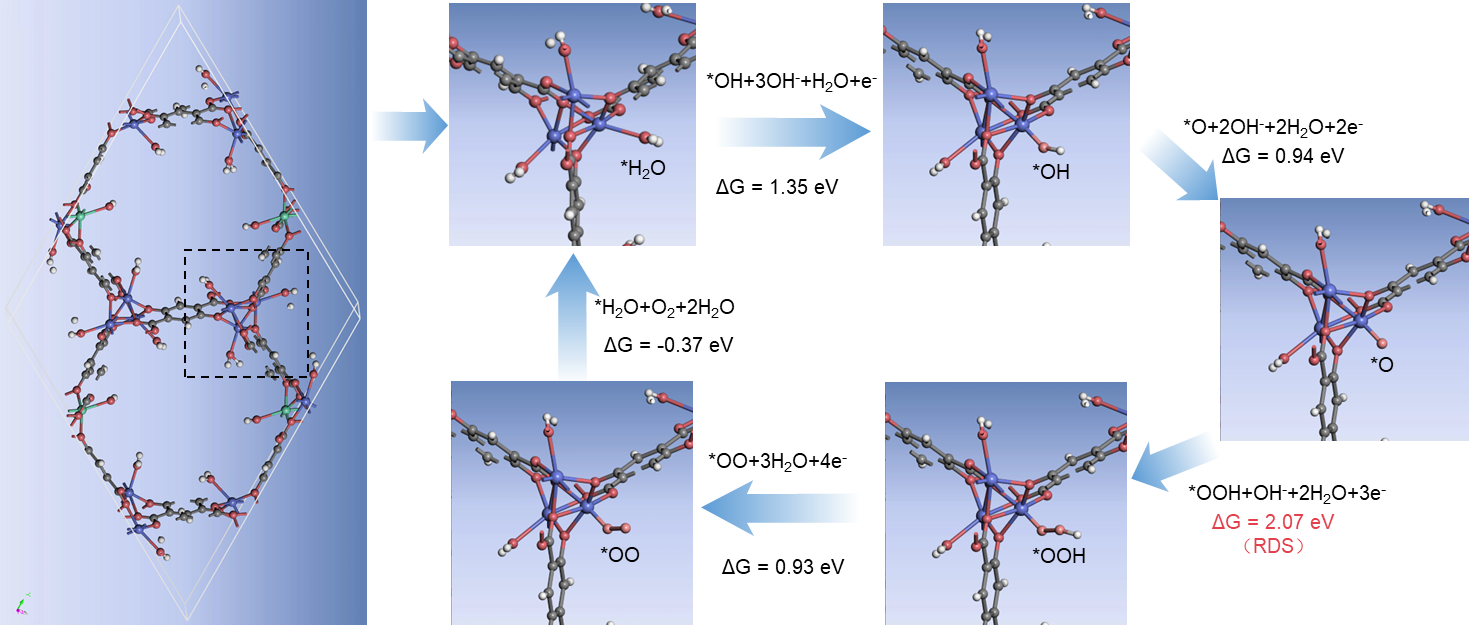 *OH+3OH⁻+H₂O+e⁻
ΔG = 1.35 eV
*H₂O
*OH
*O+2OH⁻+2H₂O+2e⁻
ΔG = 0.94 eV
*O
*OOH+OH⁻+2H₂O+3e⁻
ΔG = 2.07 eV
（RDS）
*OOH
*OO+3H₂O+4e⁻
ΔG = 0.93 eV
*OO
*H₂O+O₂+2H₂O
ΔG = -0.37 eV